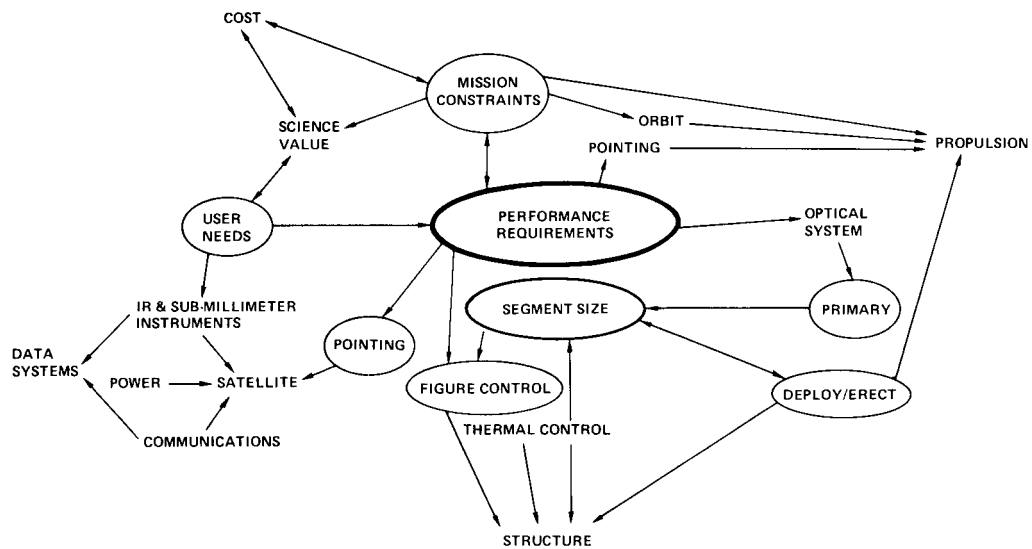 COST
MISSION
CONSTRAINTS
SCIENCE
VALUE
ORBIT
POINTING
PROPULSION
USER
NEEDS
PERFORMANCE
REQUIREMENTS
OPTICAL
SYSTEM
IR & SUB-MILLIMETER
INSTRUMENTS
SEGMENT SIZE
PRIMARY
DATA
SYSTEMS
POINTING
POWER
SATELLITE
FIGURE CONTROL
DEPLOY/ERECT
COMMUNICATIONS
THERMAL CONTROL
STRUCTURE